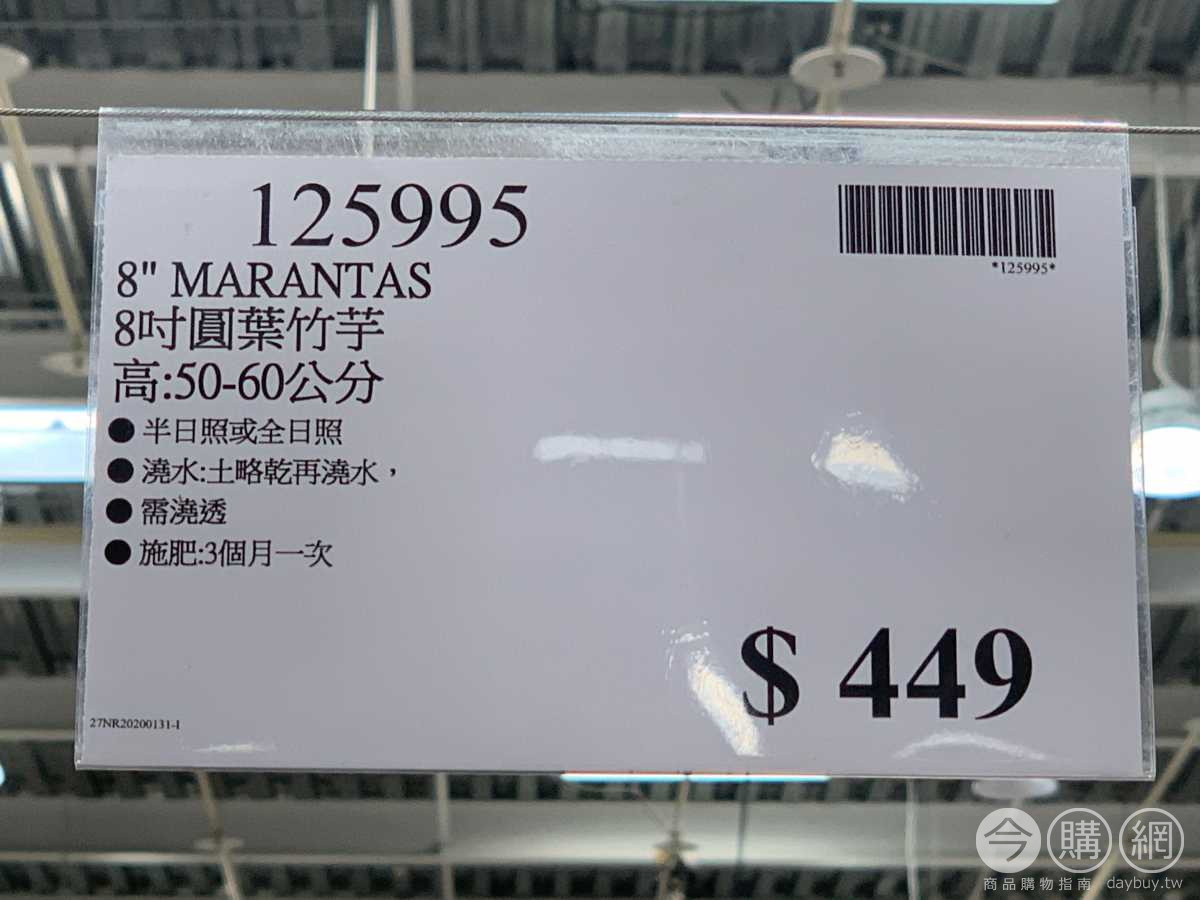 125995
*125995*
8" MARANTAS
8吋圓葉竹芋
高:50-60公分
● 半日照或全日照
● 澆水:土略乾再澆水，
● 需澆透
● 施肥:3個月一次
$ 449
27NR20200131-1
今購網
商品購物指南 daybuy.tw